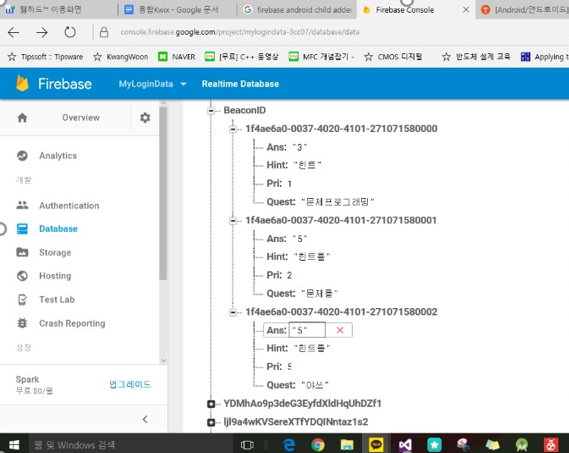 웹하드™ 이용화면
종합Kwix - Google 문서
firebase android child adde
Firebase Console
[Android/안드로이드]
console.firebase.google.com/project/mylogindata-3cc07/database/data
Tipssoft :: Tipsware
KwangWoon
NAVER
[무료] C++ 동영상
MFC 개념잡기 -
CMOS 디지털
반도체 설계 교육
Applying t
Firebase
MyLoginData
Realtime Database
Overview
Analytics
개발
Authentication
Database
Storage
Hosting
Test Lab
Crash Reporting
성장
Spark
무료 $0/월
업그레이드
BeaconID
1f4ae6a0-0037-4020-4101-271071580000
Ans: "3"
Hint: "힌트"
Pri: 1
Quest: "문제프로그래밍"
1f4ae6a0-0037-4020-4101-271071580001
Ans: "5"
Hint: "힌트를"
Pri: 2
Quest: "문제를"
1f4ae6a0-0037-4020-4101-271071580002
Ans: "5"
Hint: "힌트를"
Pri: 5
Quest: "야쓰"
YDMhAo9p3deG3EyfdXldHqUhDZf1
웹 및 Windows 검색